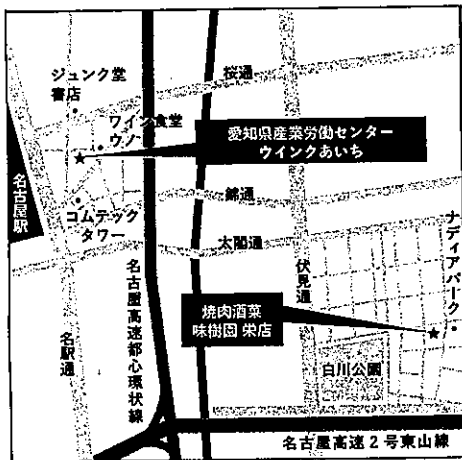 ジュンク堂
書店
桜通
ワイン食堂
ウノ
愛知県産業労働センター
ウインクあいち
名古屋駅
コムテック
タワー
錦通
太閤通
名駅通
名古屋高速都心環状線
伏見通
ナディアパーク
焼肉酒菜
味樹園 栄店
白川公園
名古屋高速2号東山線